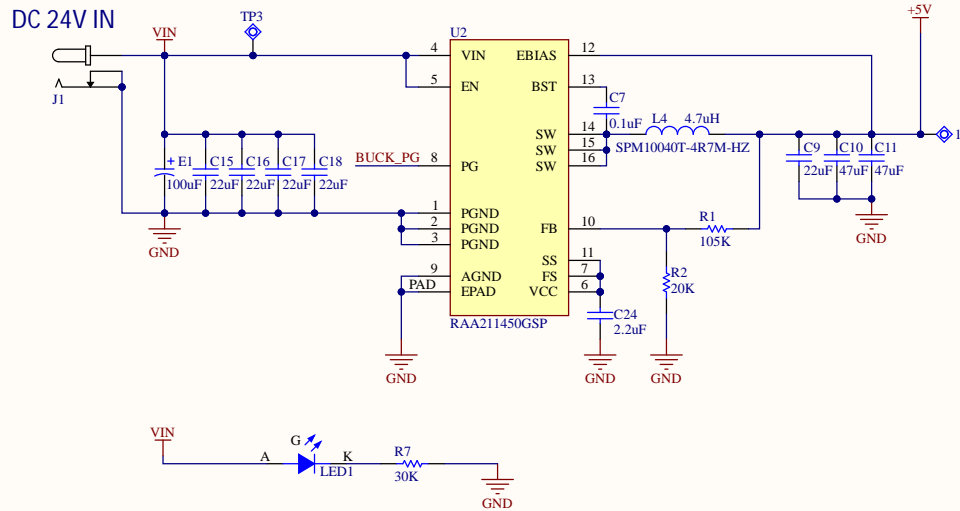 DC 24V IN
VIN
TP3
+5V
J1
U2
4 VIN EBIAS 12
5 EN BST 13
C7
0.1uF
L4 4.7uH
SPM10040T-4R7M-HZ
SW 14
SW 15
SW 16
+ E1
100uF
C15
22uF
C16
22uF
C17
22uF
C18
22uF
BUCK_PG 8 PG
C9
22uF
C10
47uF
C11
47uF
1 PGND
2 PGND
3 PGND
FB 10
R1
105K
GND
GND
SS 11
9 AGND FS 7
PAD EPAD VCC 6
R2
20K
C24
2.2uF
RAA211450GSP
GND
GND
GND
VIN
G
A K
LED1
R7
30K
GND